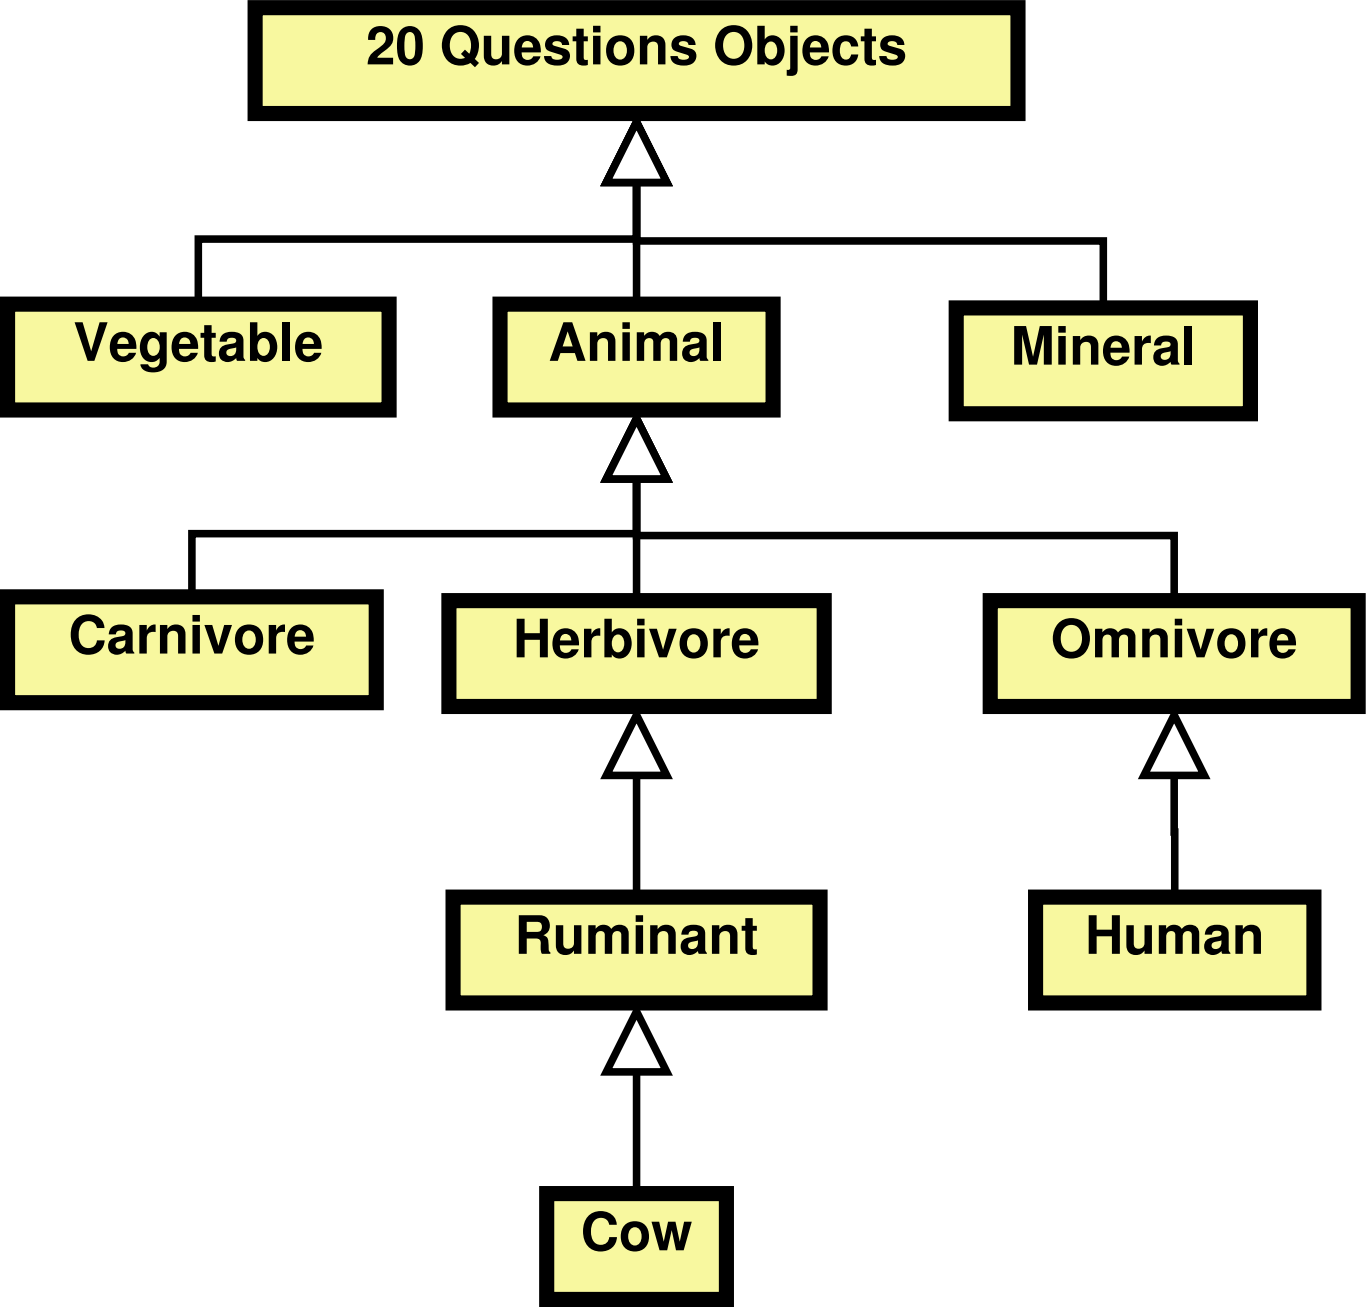 20 Questions Objects
Vegetable
Animal
Mineral
Carnivore
Herbivore
Omnivore
Ruminant
Human
Cow